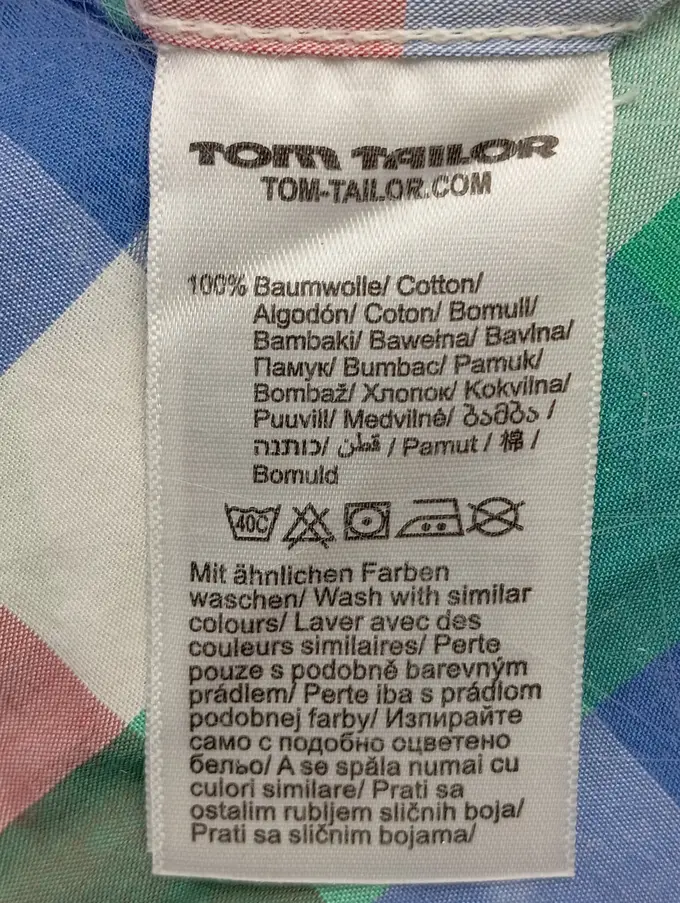 TOM TAILOR
TOM-TAILOR.COM
100% Baumwolle/ Cotton/
Algodón/ Coton/ Bomull/
Bambaki/ Bawełna/ Bavlna/
Памук/ Bumbac/ Pamuk/
Bombaž/ Хлопок/ Kokvilna/
Puuvill/ Medvilnė/ ბამბა /
כותנה/ قطن / Pamut / 棉 /
Bomuld
40C
Mit ähnlichen Farben
waschen/ Wash with similar
colours/ Laver avec des
couleurs similaires/ Perte
pouze s podobně barevným
prádlem/ Perte iba s prádlom
podobnej farby/ Изпирайте
само с подобно оцветено
бельо/ A se spăla numai cu
culori similare/ Prati sa
ostalim rubljem sličnih boja/
Prati sa sličnim bojama/